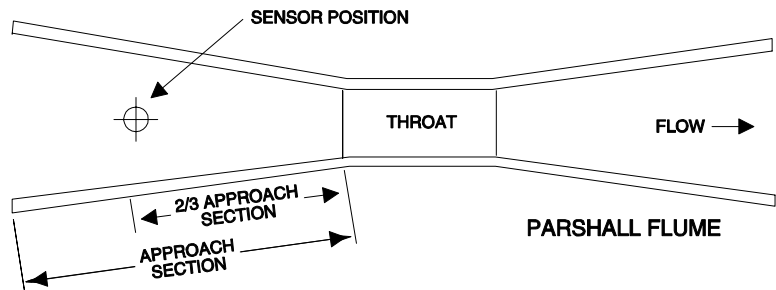 SENSOR POSITION
THROAT
FLOW
2/3 APPROACH
SECTION
APPROACH
SECTION
PARSHALL FLUME